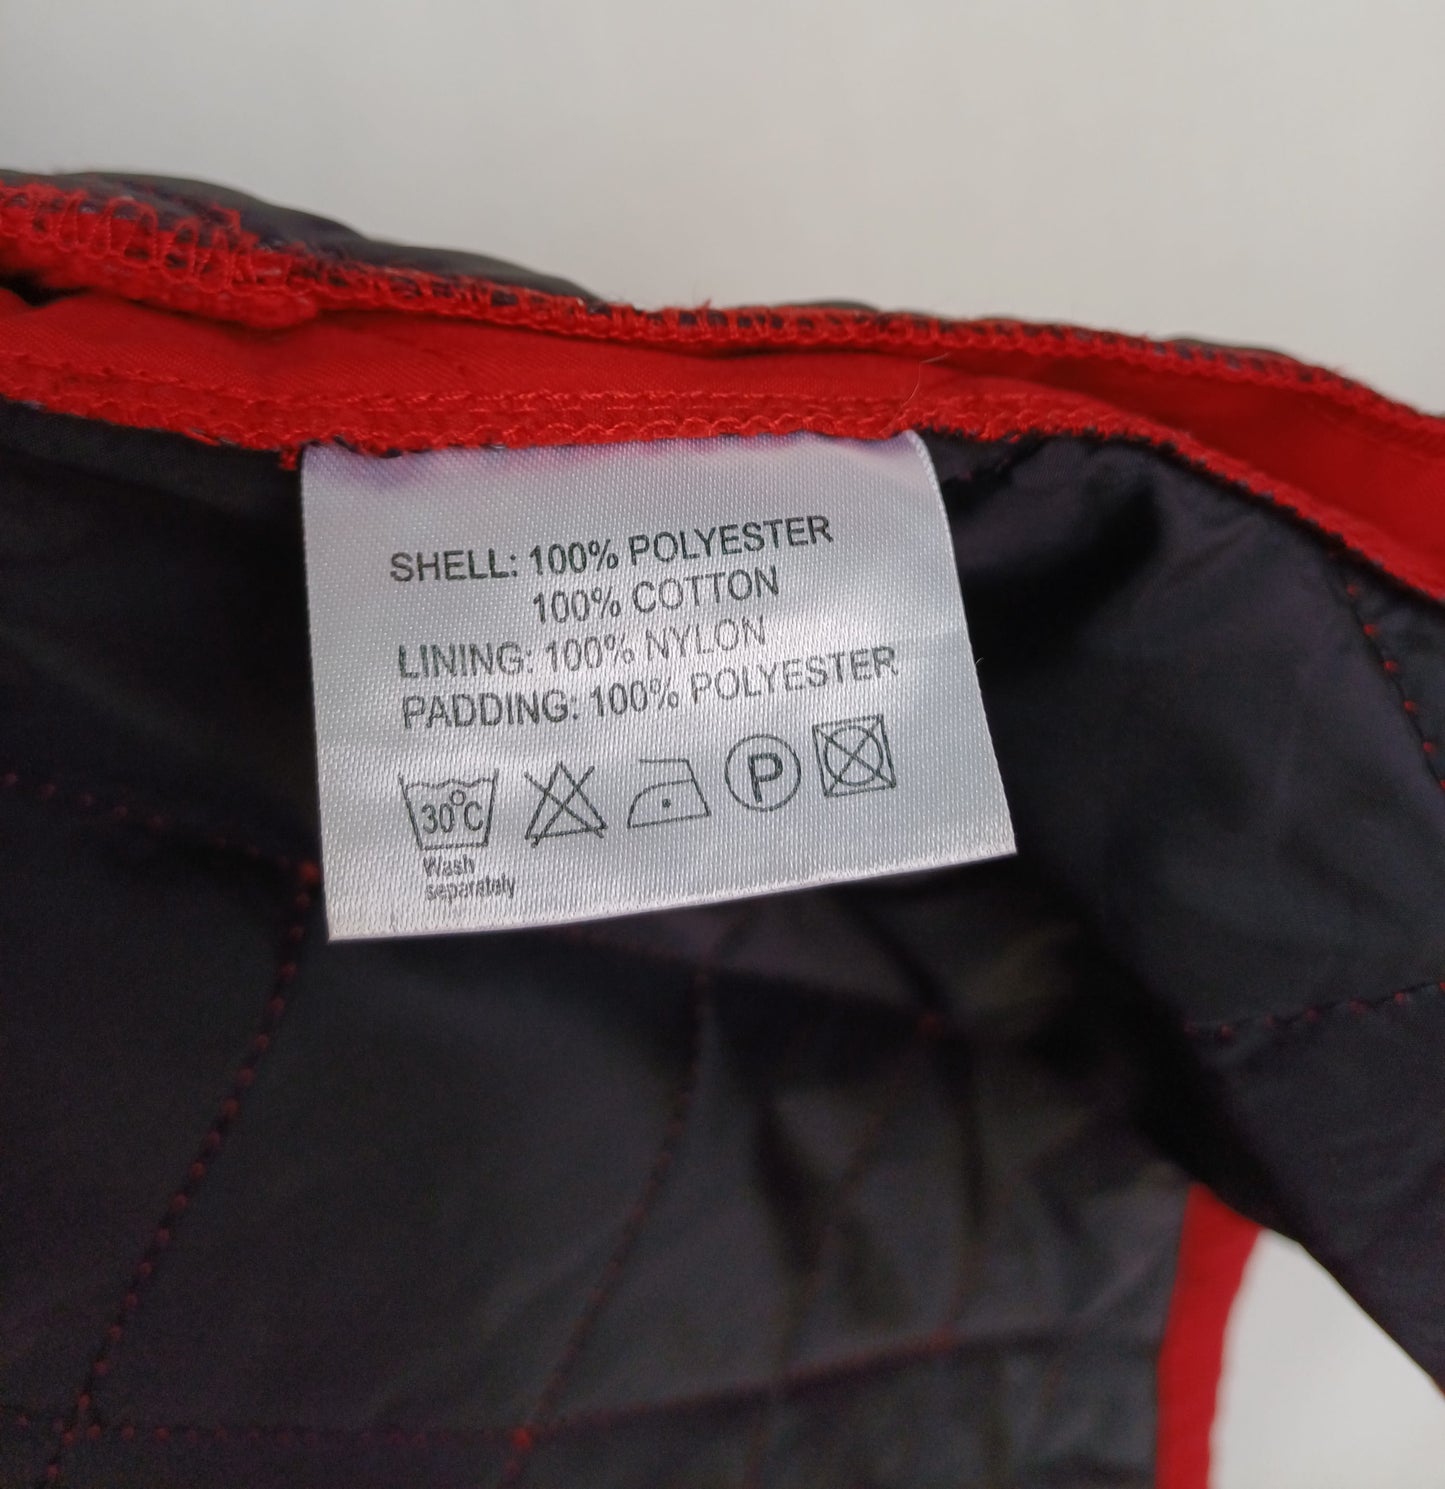 SHELL: 100% POLYESTER
100% COTTON
LINING: 100% NYLON
PADDING: 100% POLYESTER
30°C P
Wash
separately